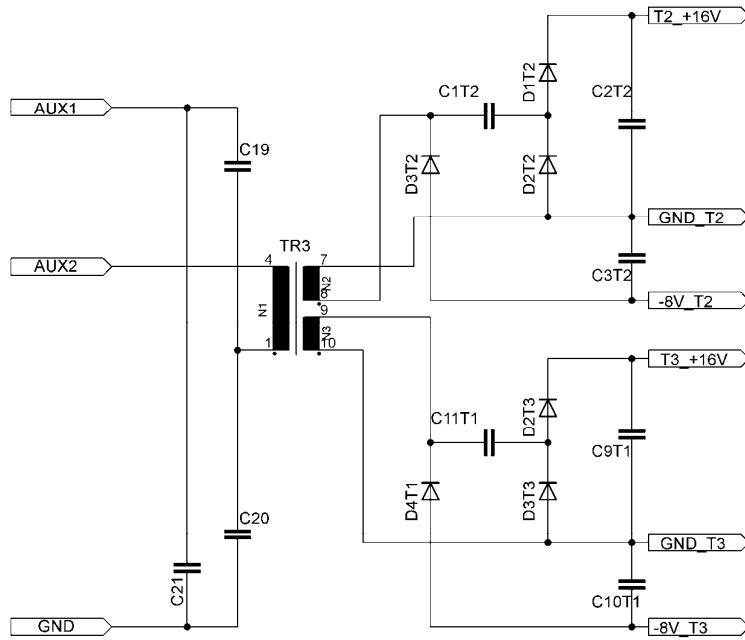 T2_+16V
D1T2
C1T2
C2T2
AUX1
C19
D3T2
D2T2
GND_T2
TR3
AUX2
4
7
N2
C3T2
8
-8V_T2
N1
9
N3
1
10
T3_+16V
D2T3
C11T1
C9T1
D4T1
D3T3
C20
GND_T3
C21
C10T1
GND
-8V_T3